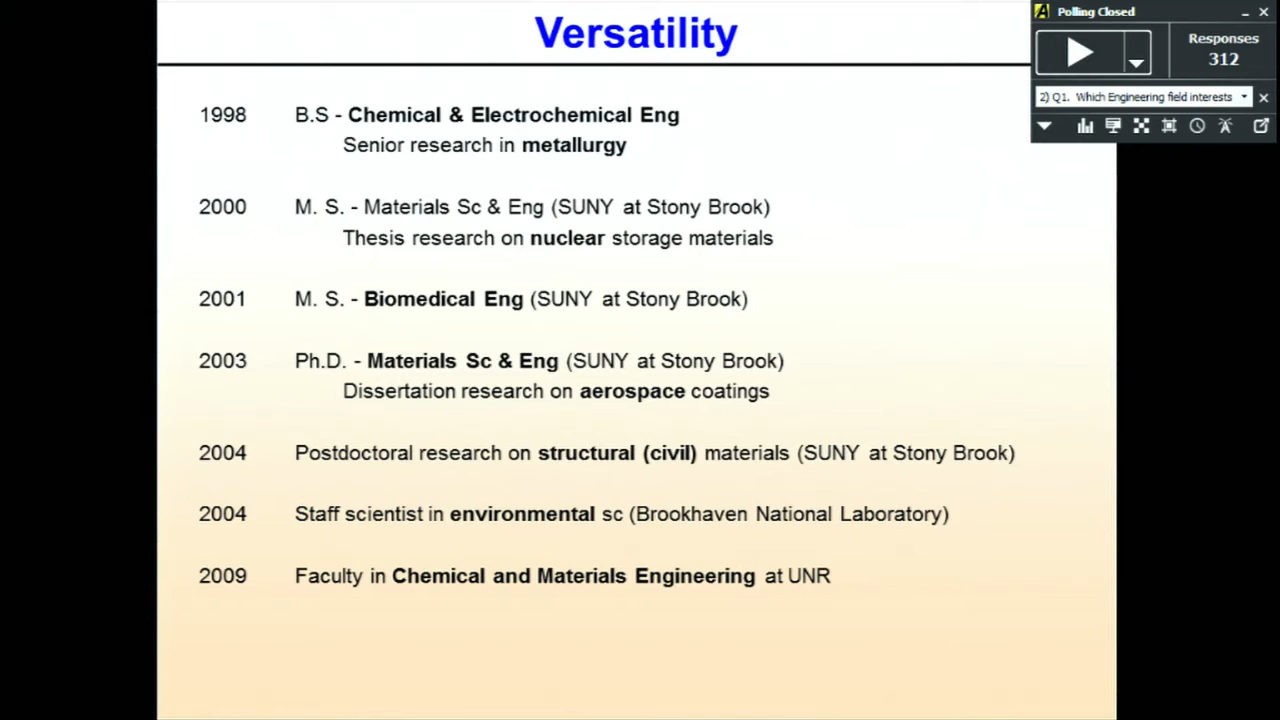 Versatility
Polling Closed
Responses
312
2) Q1. Which Engineering field interests
1998 B.S - Chemical & Electrochemical Eng
Senior research in metallurgy
2000 M. S. - Materials Sc & Eng (SUNY at Stony Brook)
Thesis research on nuclear storage materials
2001 M. S. - Biomedical Eng (SUNY at Stony Brook)
2003 Ph.D. - Materials Sc & Eng (SUNY at Stony Brook)
Dissertation research on aerospace coatings
2004 Postdoctoral research on structural (civil) materials (SUNY at Stony Brook)
2004 Staff scientist in environmental sc (Brookhaven National Laboratory)
2009 Faculty in Chemical and Materials Engineering at UNR